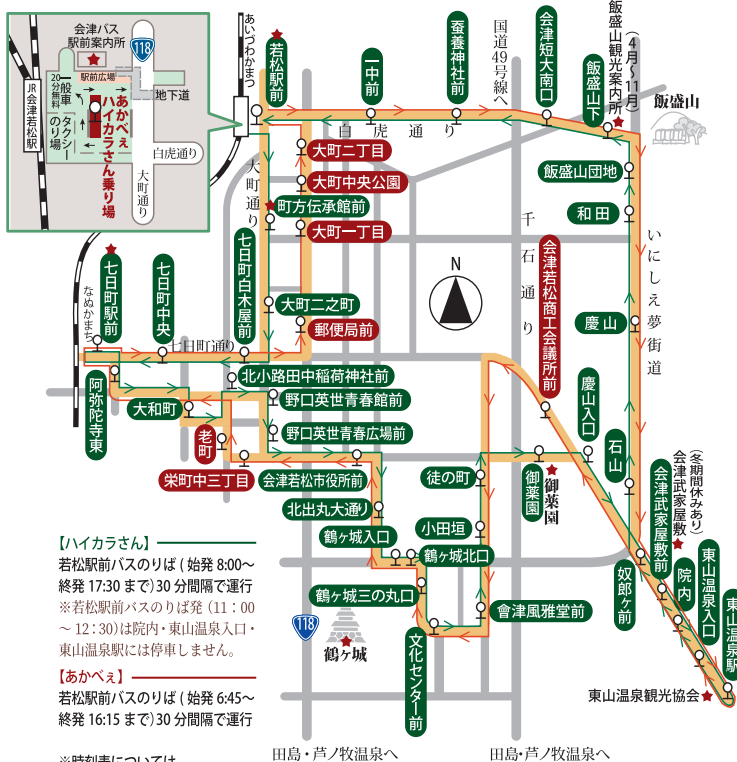 会津バス
駅前案内所
118
20分無料
一般車
駅前広場
地下道
JR会津若松駅
タクシーのり場
あかべぇ
ハイカラさん乗り場
白虎通り
大町通り
あいづわかまつ
若松駅前
一中前
蚕養神社前
国道49号線へ
会津短大南口
飯盛山下
飯盛山観光案内所
(4月〜11月)
飯盛山
白虎通り
大町通り
大町二丁目
大町中央公園
町方伝承館前
大町一丁目
飯盛山団地
和田
千石通り
いにしえ夢街道
N
七日町駅前
七日町中央
七日町白木屋前
大町二之町
郵便局前
なぬかまち
七日町通り
会津若松商工会議所前
慶山
北小路田中稲荷神社前
野口英世青春館前
野口英世青春広場前
阿弥陀寺東
大和町
老町
栄町中三丁目
会津若松市役所前
慶山入口
石山
徒の町
御薬園
御薬園
北出丸大通り
小田垣
鶴ヶ城入口
鶴ヶ城北口
鶴ヶ城三の丸口
會津風雅堂前
118
鶴ヶ城
文化センター前
会津武家屋敷
(冬期間休みあり)
会津武家屋敷前
奴郎ヶ前
院内
東山温泉入口
東山温泉駅
東山温泉観光協会
【ハイカラさん】
若松駅前バスのりば ( 始発 8:00〜
終発 17:30 まで) 30 分間隔で運行
※若松駅前バスのりば発（11：00
〜 12：30）は院内・東山温泉入口・
東山温泉駅には停車しません。
【あかべぇ】
若松駅前バスのりば ( 始発 6:45〜
終発 16:15 まで) 30 分間隔で運行
※時刻表については
田島・芦ノ牧温泉へ
田島・芦ノ牧温泉へ